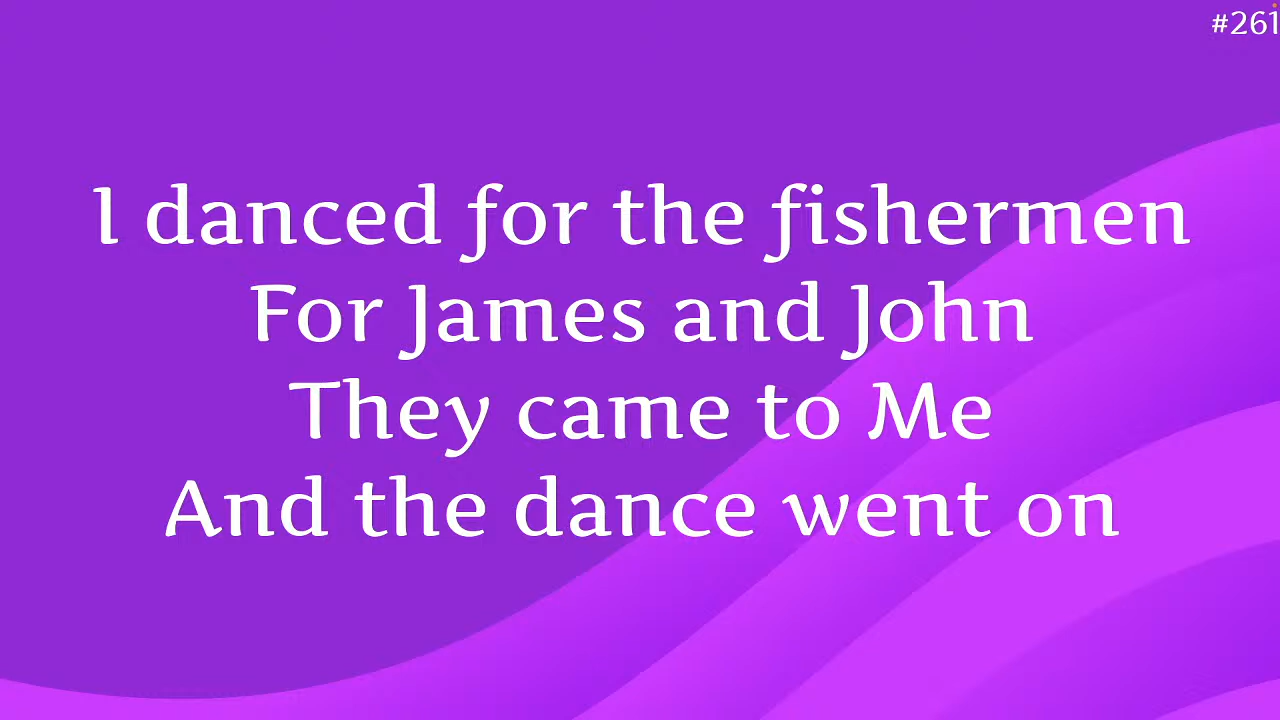 #261
I danced for the fishermen
For James and John
They came to Me
And the dance went on